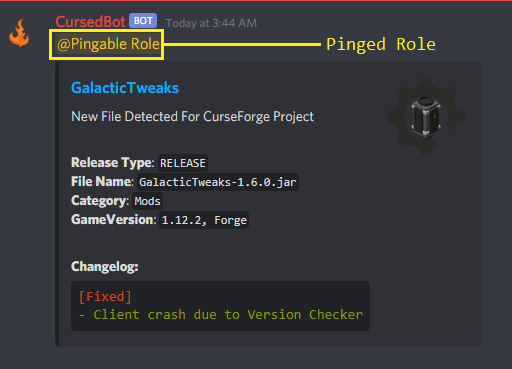 CursedBot BOT Today at 3:44 AM
@Pingable Role Pinged Role
GalacticTweaks
New File Detected For CurseForge Project
Release Type: RELEASE
File Name: GalacticTweaks-1.6.0.jar
Category: Mods
GameVersion: 1.12.2, Forge
Changelog:
[Fixed]
- Client crash due to Version Checker